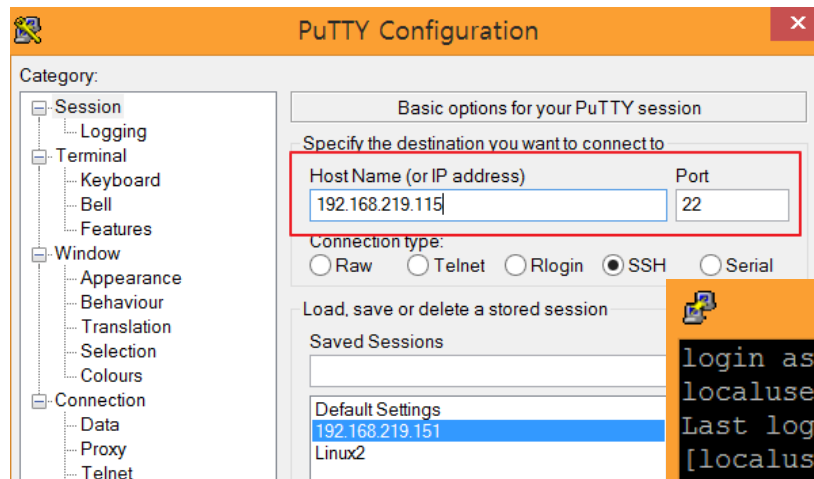 PuTTY Configuration
Category:
Session
Logging
Terminal
Keyboard
Bell
Features
Window
Appearance
Behaviour
Translation
Selection
Colours
Connection
Data
Proxy
Telnet
Basic options for your PuTTY session
Specify the destination you want to connect to
Host Name (or IP address) Port
192.168.219.115 22
Connection type:
Raw Telnet Rlogin SSH Serial
Load, save or delete a stored session
Saved Sessions
Default Settings
192.168.219.151
Linux2
login as
localuse
Last log
[localus